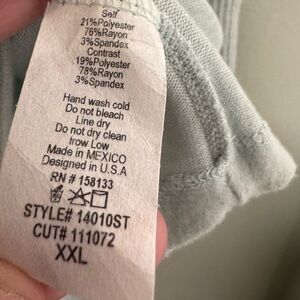 Self
21%Polyester
76%Rayon
3%Spandex
Contrast
19%Polyester
78%Rayon
3%Spandex
Hand wash cold
Do not bleach
Line dry
Do not dry clean
Irow Low
Made in MEXICO
Designed in U.S.A
RN # 158133
STYLE# 14010ST
CUT# 111072
XXL